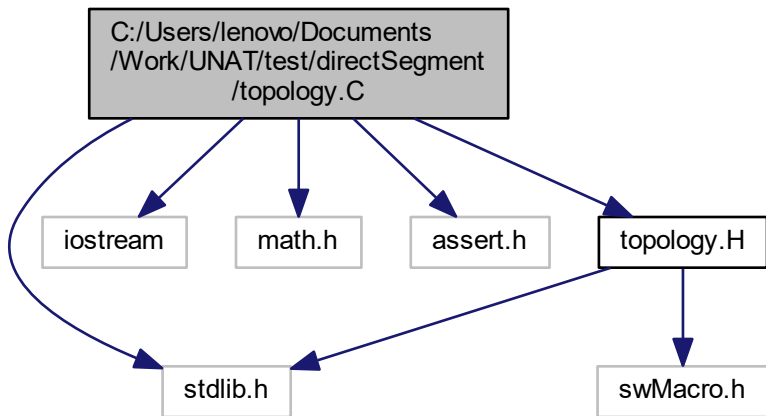 C:/Users/lenovo/Documents
/Work/UNAT/test/directSegment
/topology.C
iostream
math.h
assert.h
topology.H
stdlib.h
swMacro.h